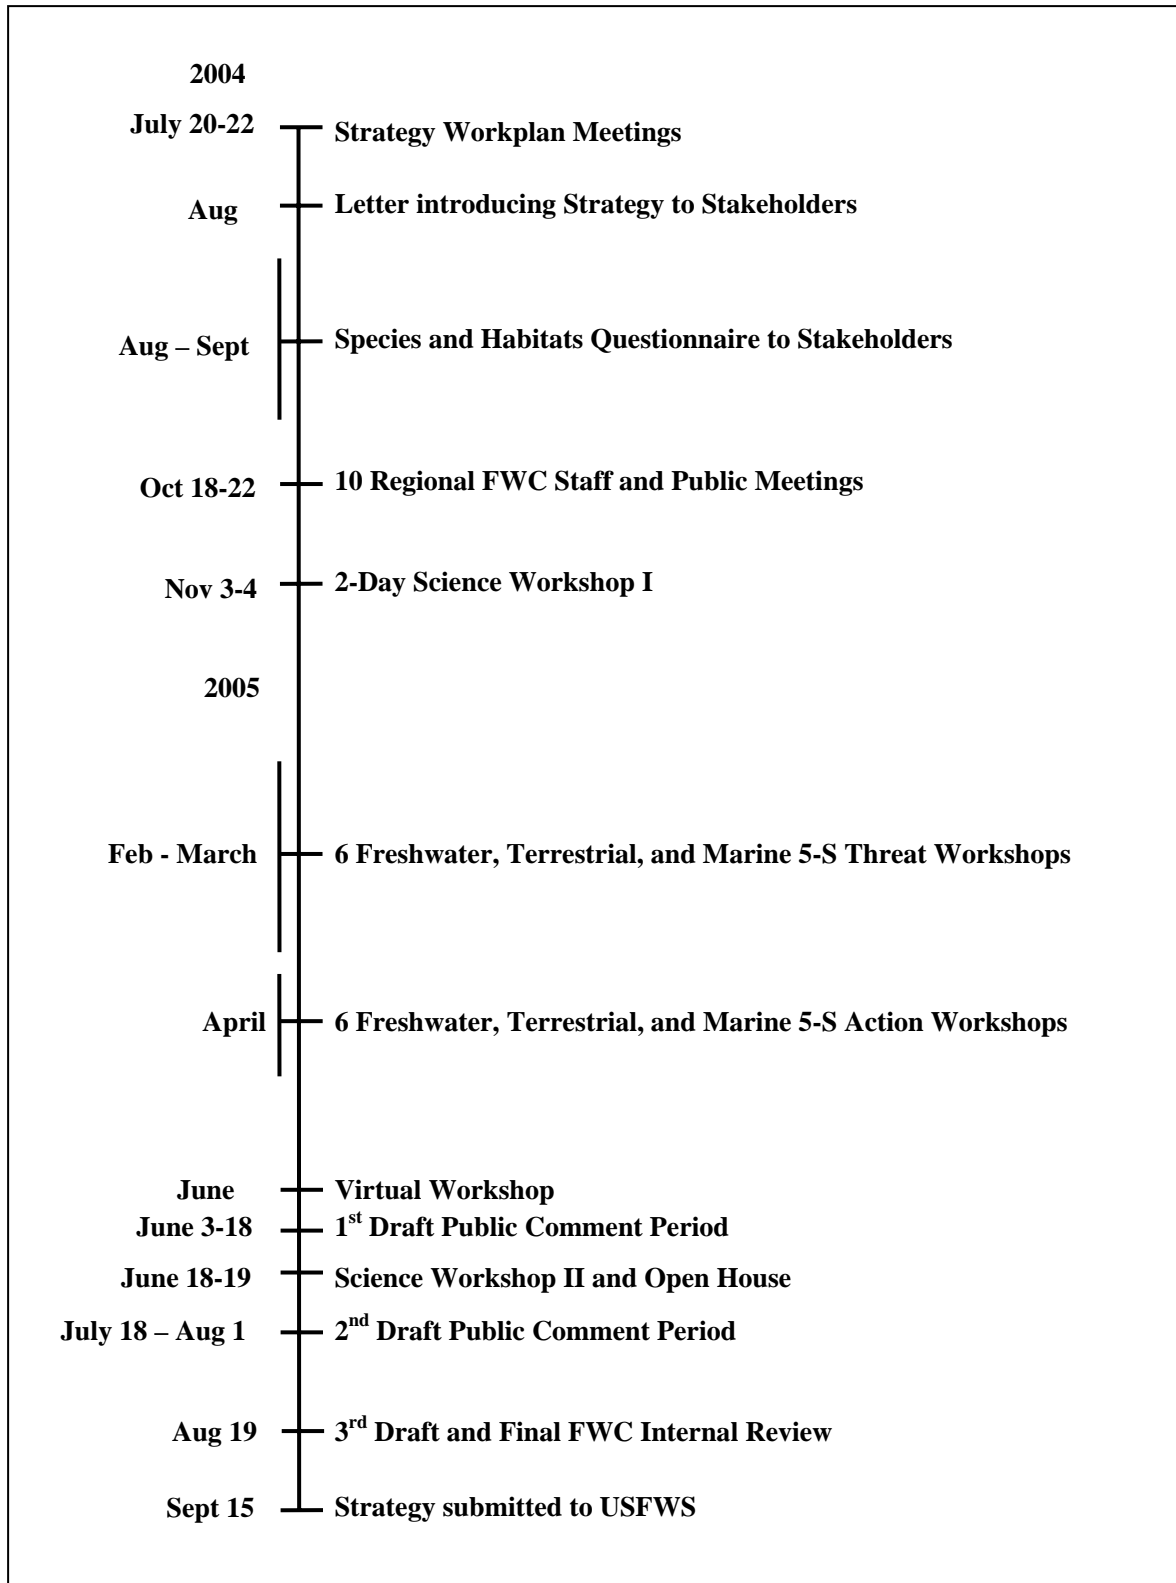 2004
July 20-22 Strategy Workplan Meetings
Aug Letter introducing Strategy to Stakeholders
Aug – Sept Species and Habitats Questionnaire to Stakeholders
Oct 18-22 10 Regional FWC Staff and Public Meetings
Nov 3-4 2-Day Science Workshop I
2005
Feb - March 6 Freshwater, Terrestrial, and Marine 5-S Threat Workshops
April 6 Freshwater, Terrestrial, and Marine 5-S Action Workshops
June Virtual Workshop
June 3-18 1st Draft Public Comment Period
June 18-19 Science Workshop II and Open House
July 18 – Aug 1 2nd Draft Public Comment Period
Aug 19 3rd Draft and Final FWC Internal Review
Sept 15 Strategy submitted to USFWS